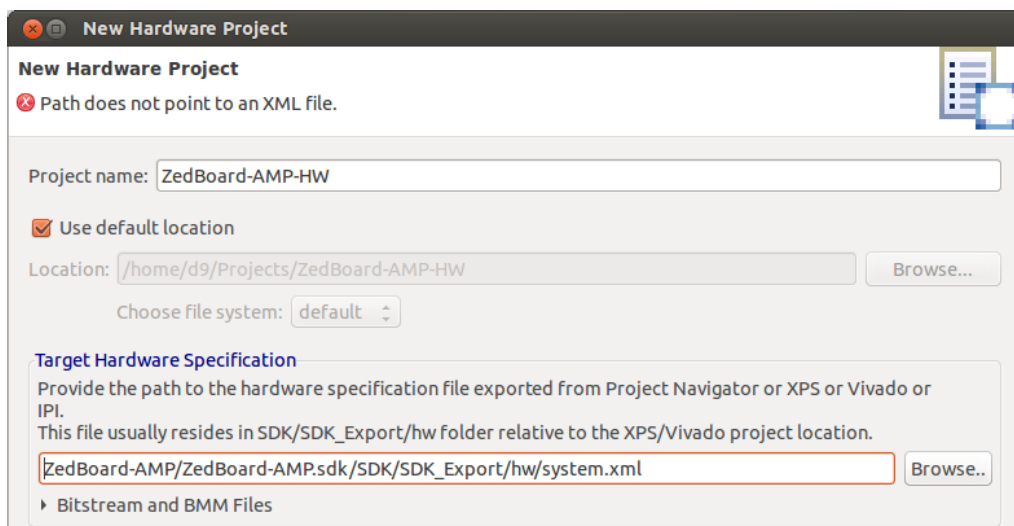 New Hardware Project
New Hardware Project
Path does not point to an XML file.
Project name: ZedBoard-AMP-HW
Use default location
Location: /home/d9/Projects/ZedBoard-AMP-HW Browse...
Choose file system: default
Target Hardware Specification
Provide the path to the hardware specification file exported from Project Navigator or XPS or Vivado or
IPI.
This file usually resides in SDK/SDK_Export/hw folder relative to the XPS/Vivado project location.
ZedBoard-AMP/ZedBoard-AMP.sdk/SDK/SDK_Export/hw/system.xml Browse..
Bitstream and BMM Files